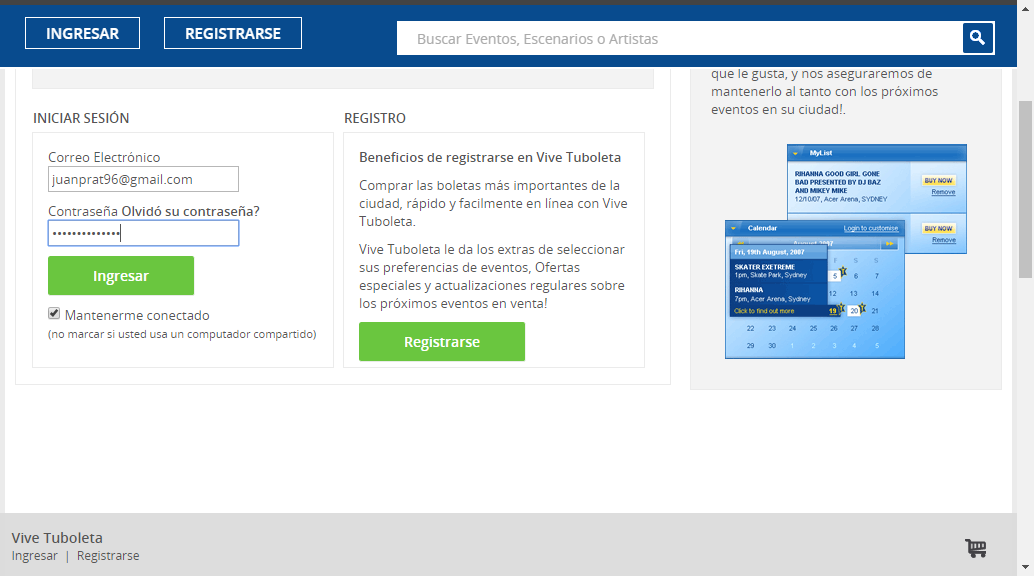 INGRESAR
REGISTRARSE
Buscar Eventos, Escenarios o Artistas
que le gusta, y nos aseguraremos de
mantenerlo al tanto con los próximos
eventos en su ciudad!.
INICIAR SESIÓN
Correo Electrónico
juanprat96@gmail.com
Contraseña Olvidó su contraseña?
••••••••••••••
Ingresar
Mantenerme conectado
(no marcar si usted usa un computador compartido)
REGISTRO
Beneficios de registrarse en Vive Tuboleta
Comprar las boletas más importantes de la
ciudad, rápido y facilmente en línea con Vive
Tuboleta.
Vive Tuboleta le da los extras de seleccionar
sus preferencias de eventos, Ofertas
especiales y actualizaciones regulares sobre
los próximos eventos en venta!
Registrarse
MyList
RIHANNA GOOD GIRL GONE
BAD PRESENTED BY DJ BAZ
AND MIKEY MIKE
12/10/07, Acer Arena, SYDNEY
BUY NOW
Remove
BUY NOW
Remove
Calendar
Login to customise
August 2007
Fri, 19th August, 2007
SKATER EXETREME
1pm, Skate Park, Sydney
RIHANNA
7pm, Acer Arena, Sydney
Click to find out more
F S S
5 6 7
12 13 14
19 20 21
22 23 24 25 26 27 28
29 30 1 2 3 4 5
Vive Tuboleta
Ingresar | Registrarse